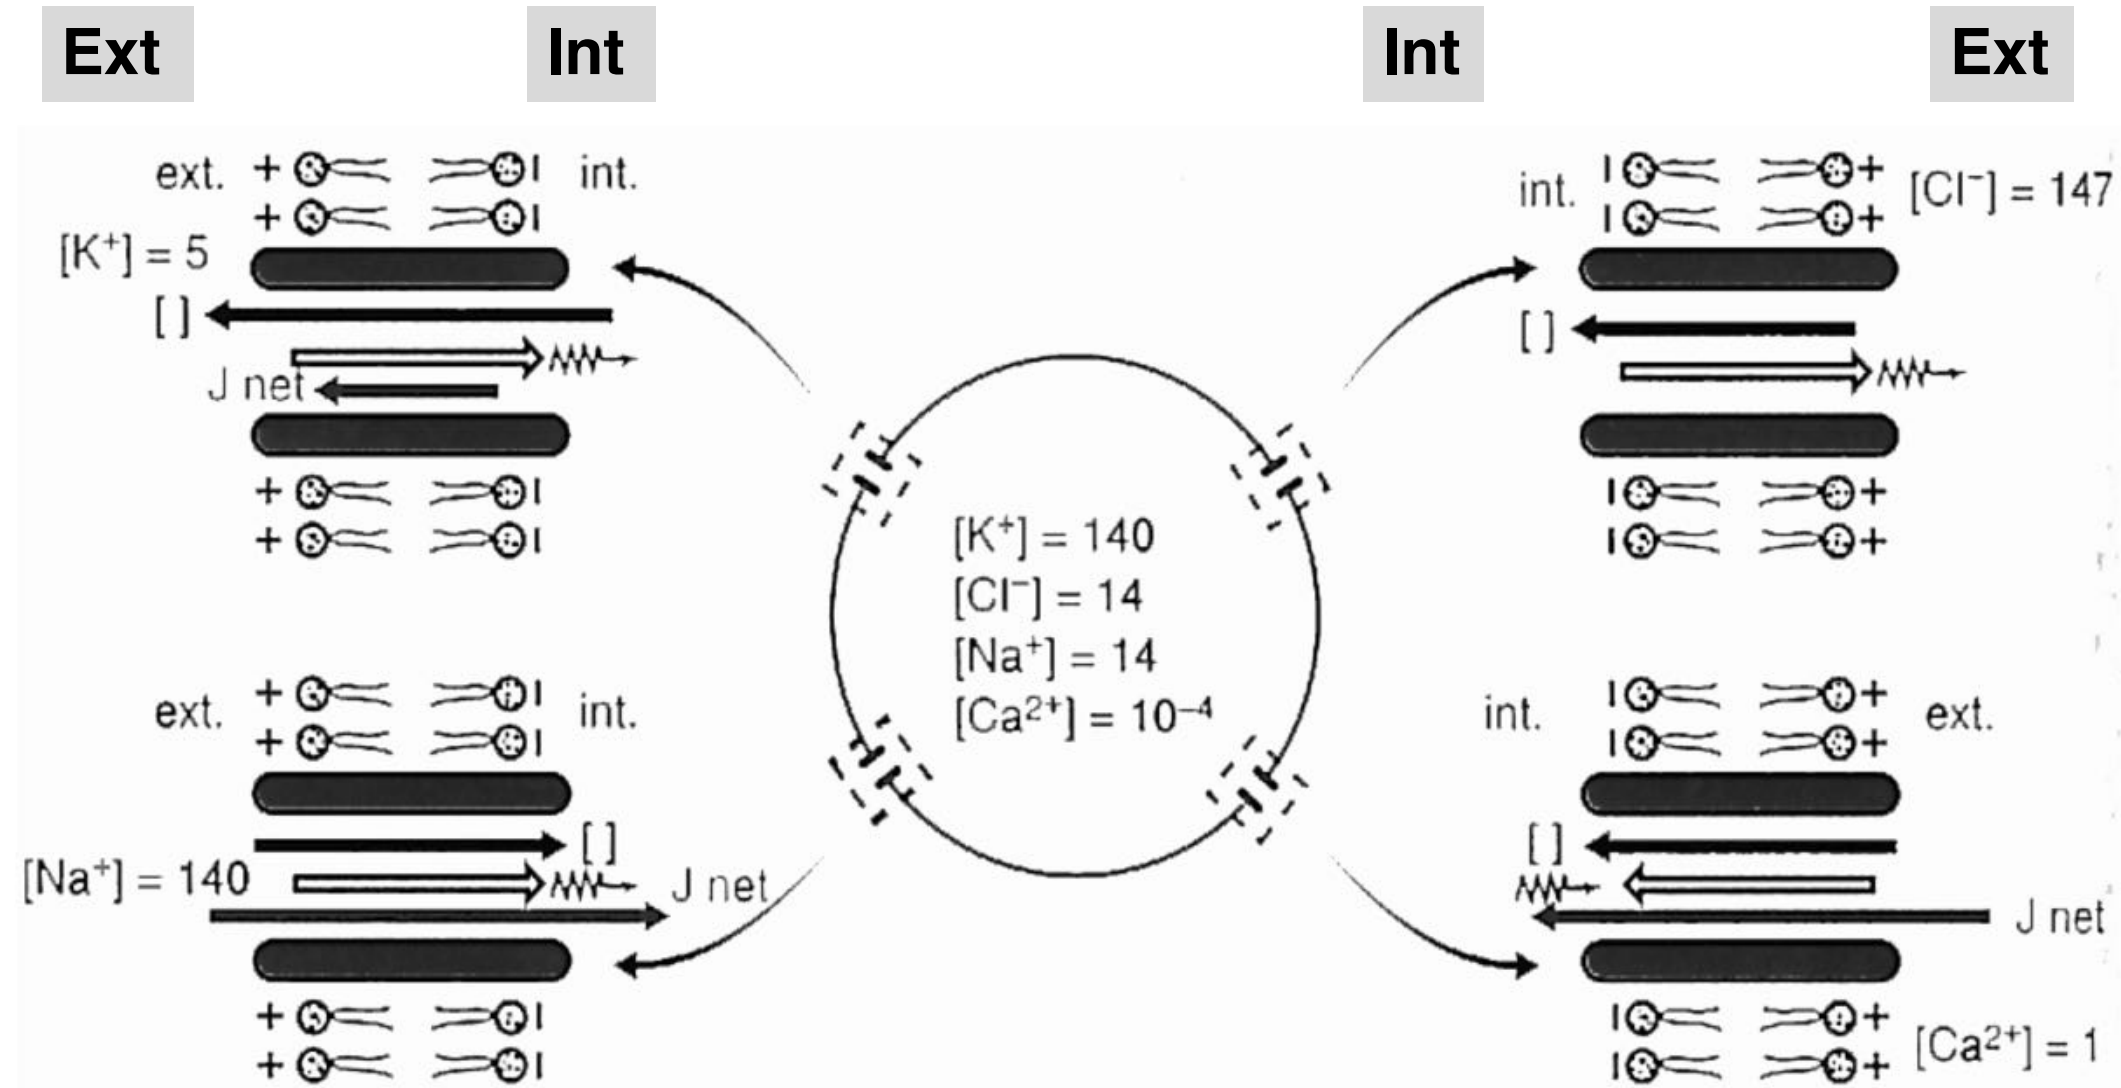 Ext
Int
Int
Ext
ext. + + int.
[K⁺] = 5
[ ]
J net
int. + + [Cl⁻] = 147
[ ]
[K⁺] = 140
[Cl⁻] = 14
[Na⁺] = 14
[Ca²⁺] = 10⁻⁴
ext. int.
[ ]
[Na⁺] = 140
J net
int. ext.
[ ]
J net
[Ca²⁺] = 1